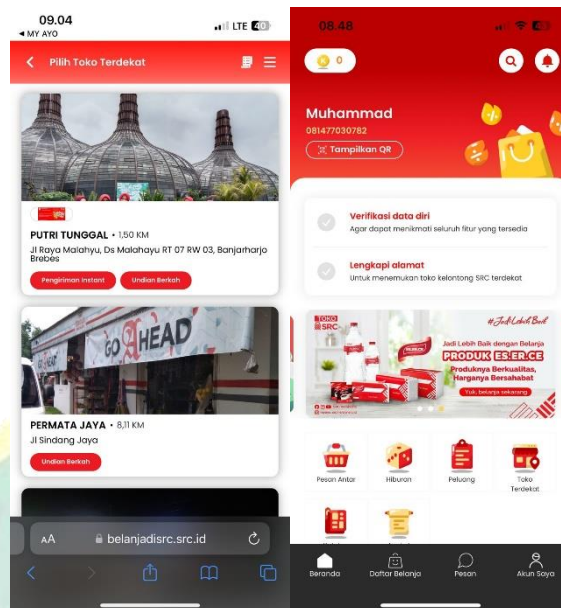 09.04
MY AYO
LTE 40
Pilih Toko Terdekat
PUTRI TUNGGAL • 1,50 KM
Jl Raya Malahyu, Ds Malahayu RT 07 RW 03, Banjarharjo
Brebes
Pengiriman Instant
Undian Berkah
GO AHEAD
PERMATA JAYA • 8,11 KM
Jl Sindang Jaya
Undian Berkah
AA
belanjadisrc.src.id
08.48
0
Muhammad
081477030782
Tampilkan QR
Verifikasi data diri
Agar dapat menikmati seluruh fitur yang tersedia
Lengkapi alamat
Untuk menemukan toko kelontong SRC terdekat
TOKO
SRC
#JadiLebihBaik
Jadi Lebih Baik dengan Belanja
PRODUK ES.ER.CE
Produknya Berkualitas,
Harganya Bersahabat
Yuk, belanja sekarang
Pesan Antar
Hiburan
Peluang
Toko
Terdekat
Beranda
Daftar Belanja
Pesan
Akun Saya